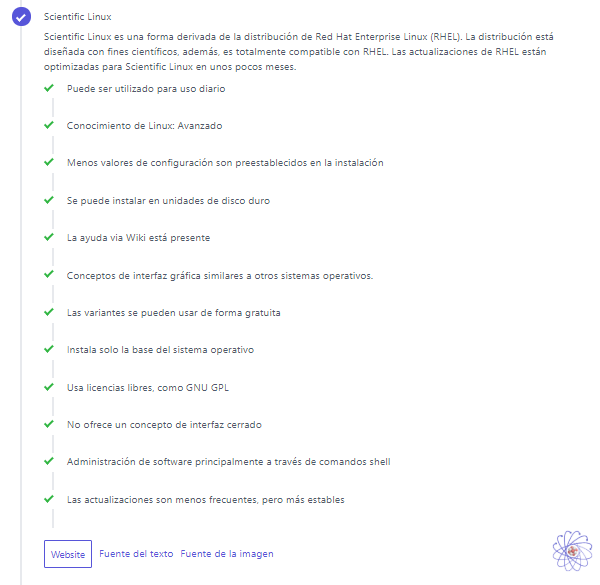 Scientific Linux
Scientific Linux es una forma derivada de la distribución de Red Hat Enterprise Linux (RHEL). La distribución está
diseñada con fines científicos, además, es totalmente compatible con RHEL. Las actualizaciones de RHEL están
optimizadas para Scientific Linux en unos pocos meses.
Puede ser utilizado para uso diario
Conocimiento de Linux: Avanzado
Menos valores de configuración son preestablecidos en la instalación
Se puede instalar en unidades de disco duro
La ayuda via Wiki está presente
Conceptos de interfaz gráfica similares a otros sistemas operativos.
Las variantes se pueden usar de forma gratuita
Instala solo la base del sistema operativo
Usa licencias libres, como GNU GPL
No ofrece un concepto de interfaz cerrado
Administración de software principalmente a través de comandos shell
Las actualizaciones son menos frecuentes, pero más estables
Website Fuente del texto Fuente de la imagen